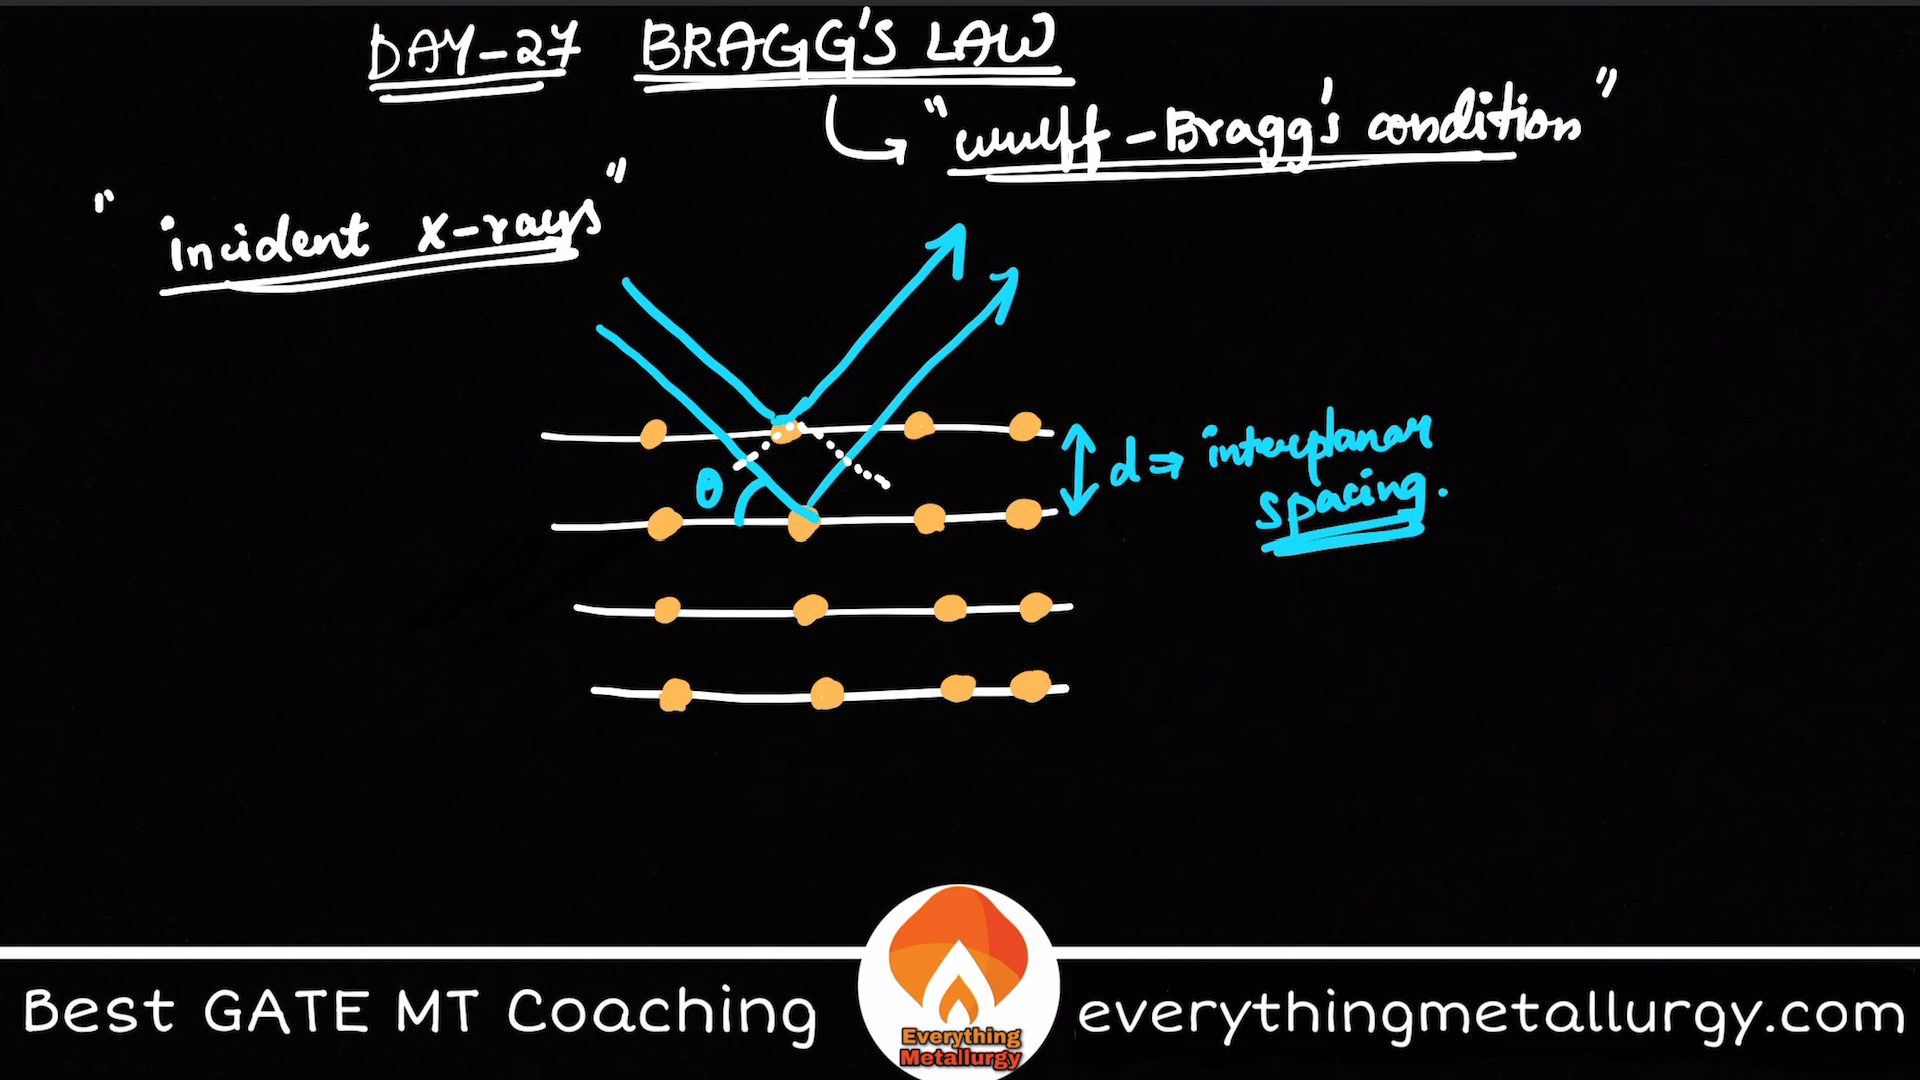 DAY-27 BRAGG'S LAW
"wulff-Bragg's condition"
"incident x-rays"
d ⇒ interplanar
spacing.
θ
Best GATE MT Coaching
Everything
Metallurgy
everythingmetallurgy.com